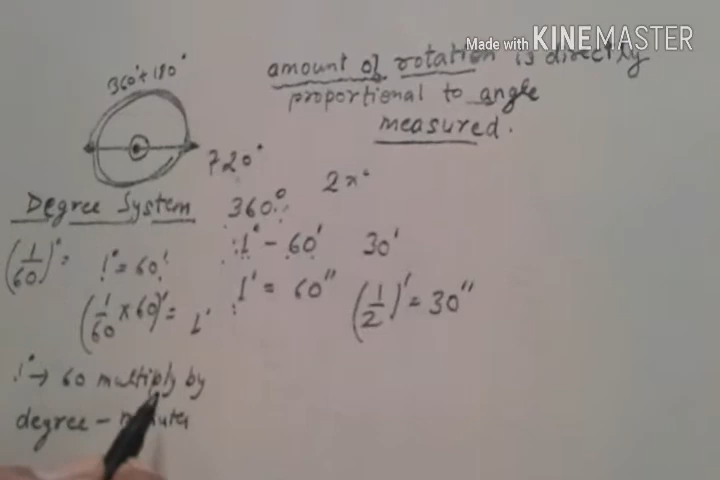 Made with KINEMASTER
360°+180°
amount of rotation is directly
proportional to angle
measured.
720°
2x°
Degree System 360°
1° - 60' 30'
(1/60)° = 1° = 60'
1' = 60" (1/2)' = 30"
(1/60 × 60)' = 1'
1° → 60 multiply by
degree - minutes